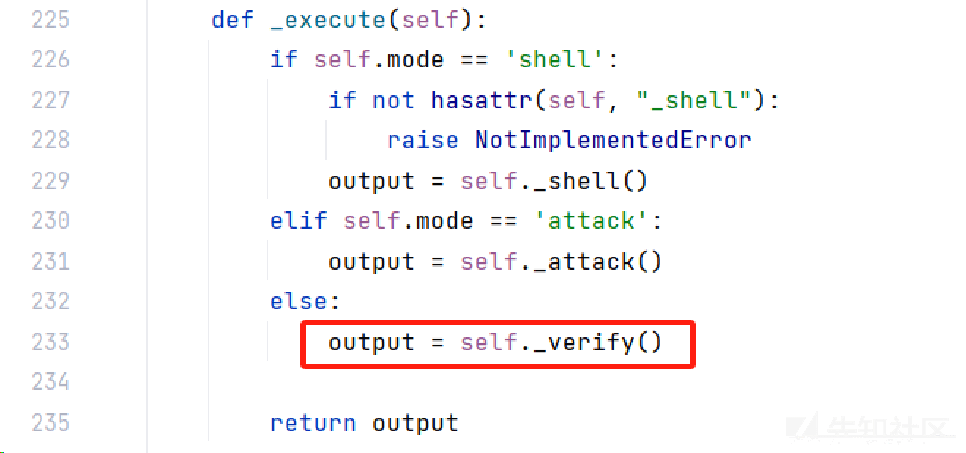 225 def _execute(self):
226 if self.mode == 'shell':
227 if not hasattr(self, "_shell"):
228 raise NotImplementedError
229 output = self._shell()
230 elif self.mode == 'attack':
231 output = self._attack()
232 else:
233 output = self._verify()
234
235 return output
先知社区